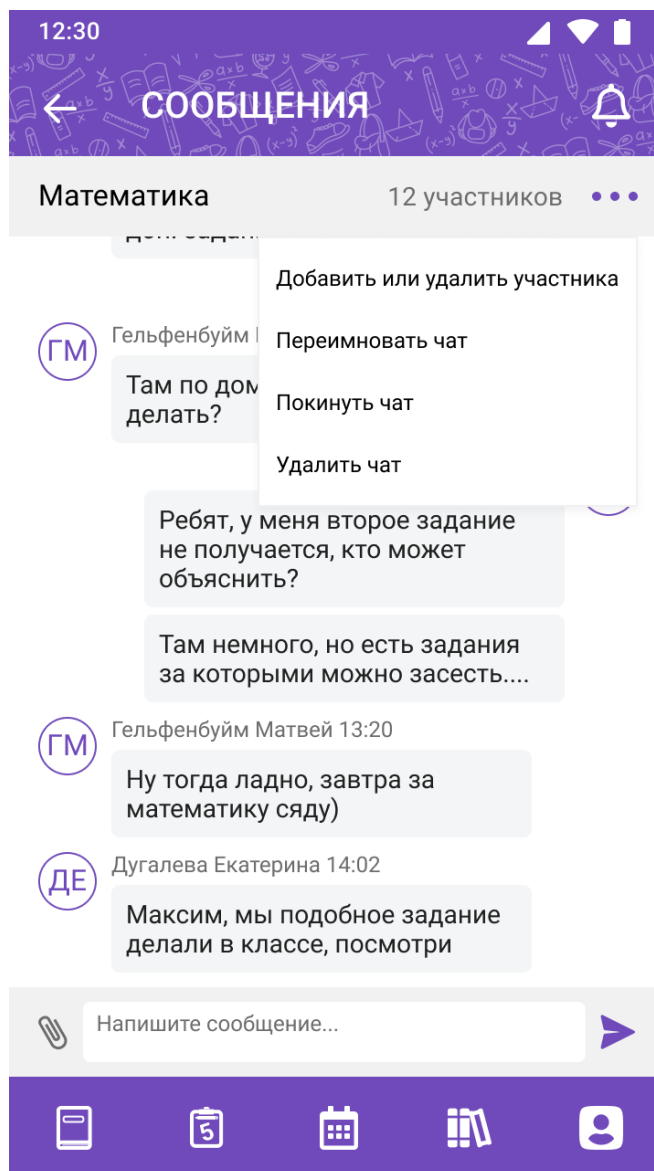 12:30
СООБЩЕНИЯ
Математика
12 участников
Добавить или удалить участника
Переимновать чат
Покинуть чат
Удалить чат
ГМ
Гельфенбуйм
Там по дом
делать?
Ребят, у меня второе задание
не получается, кто может
объяснить?
Там немного, но есть задания
за которыми можно засесть....
ГМ
Гельфенбуйм Матвей 13:20
Ну тогда ладно, завтра за
математику сяду)
ДЕ
Дугалева Екатерина 14:02
Максим, мы подобное задание
делали в классе, посмотри
Напишите сообщение...
5